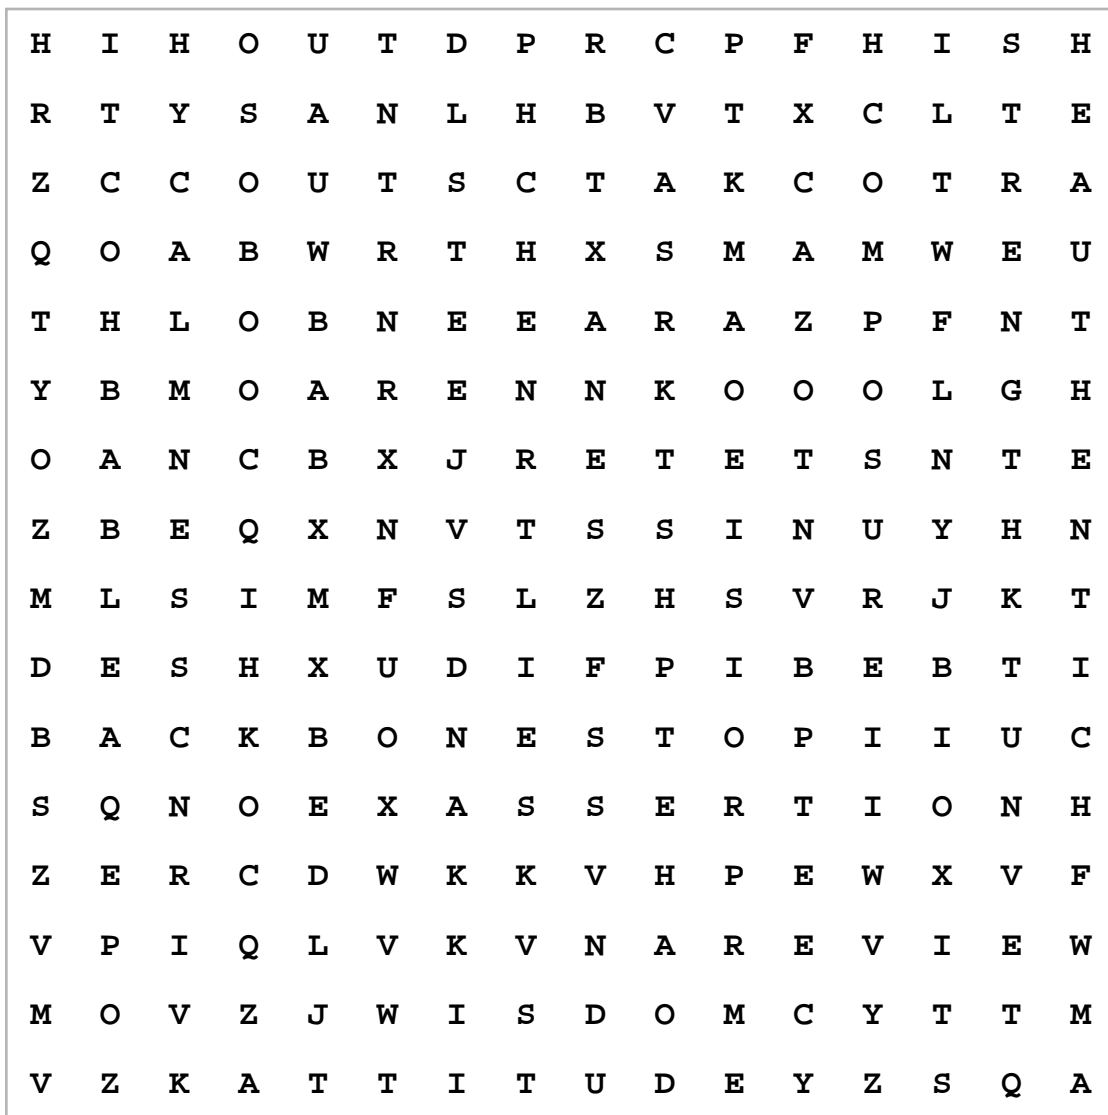 H I H O U T D P R C P F H I S H
R T Y S A N L H B V T X C L T E
Z C C O U T S C T A K C O T R A
Q O A B W R T H X S M A M W E U
T H L O B N E E A R A Z P F N T
Y B M O A R E N N K O O O L G H
O A N C B X J R E T E T S N T E
Z B E Q X N V T S S I N U Y H N
M L S I M F S L Z H S V R J K T
D E S H X U D I F P I B E B T I
B A C K B O N E S T O P I I U C
S Q N O E X A S S E R T I O N H
Z E R C D W K K V H P E W X V F
V P I Q L V K V N A R E V I E W
M O V Z J W I S D O M C Y T T M
V Z K A T T I T U D E Y Z S Q A